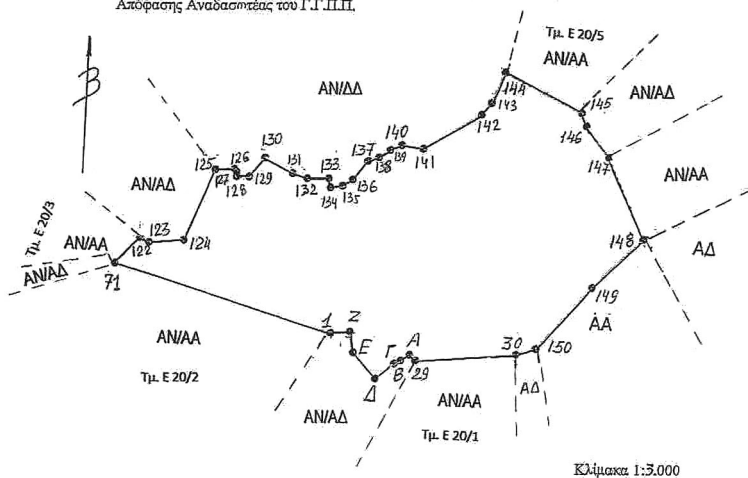 Απόφασης Αναδασωτέας του Γ.Γ.Π.Π.
Τμ. Ε 20/5
ΑΝ/ΑΑ
144
ΑΝ/ΔΔ
143
145
ΑΝ/ΑΔ
142
146
130
137
140
138
139
141
147
125
126
131
133
127
128
129
132
134
135
136
ΑΝ/ΑΔ
ΑΝ/ΑΑ
Τμ. Ε 20/3
123
122
124
148
ΑΔ
ΑΝ/ΑΑ
ΑΝ/ΑΔ
71
149
ΑΑ
1
Ζ
ΑΝ/ΑΑ
Ε
Γ
Α
30
150
Β
29
Τμ. Ε 20/2
Δ
ΑΔ
ΑΝ/ΑΔ
ΑΝ/ΑΑ
Τμ. Ε 20/1
Κλίμακα 1:5.000